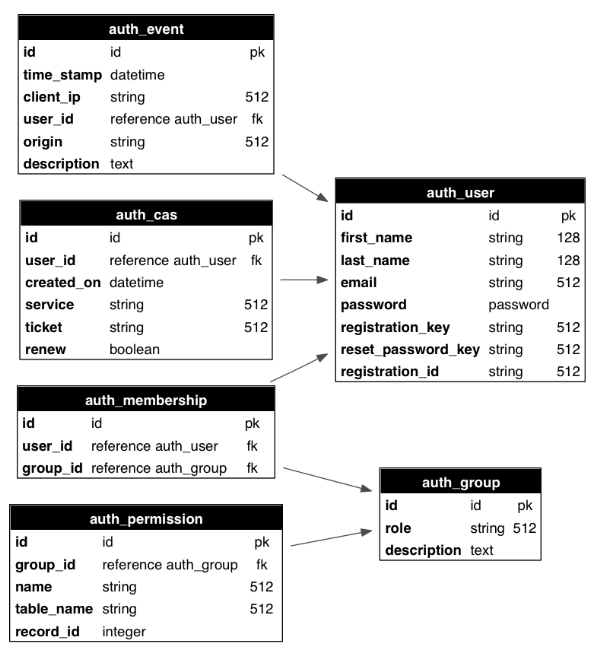 auth_event
id id pk
time_stamp datetime
client_ip string 512
user_id reference auth_user fk
origin string 512
description text
auth_cas
id id pk
user_id reference auth_user fk
created_on datetime
service string 512
ticket string 512
renew boolean
auth_membership
id id pk
user_id reference auth_user fk
group_id reference auth_group fk
auth_permission
id id pk
group_id reference auth_group fk
name string 512
table_name string 512
record_id integer
auth_user
id id pk
first_name string 128
last_name string 128
email string 512
password password
registration_key string 512
reset_password_key string 512
registration_id string 512
auth_group
id id pk
role string 512
description text